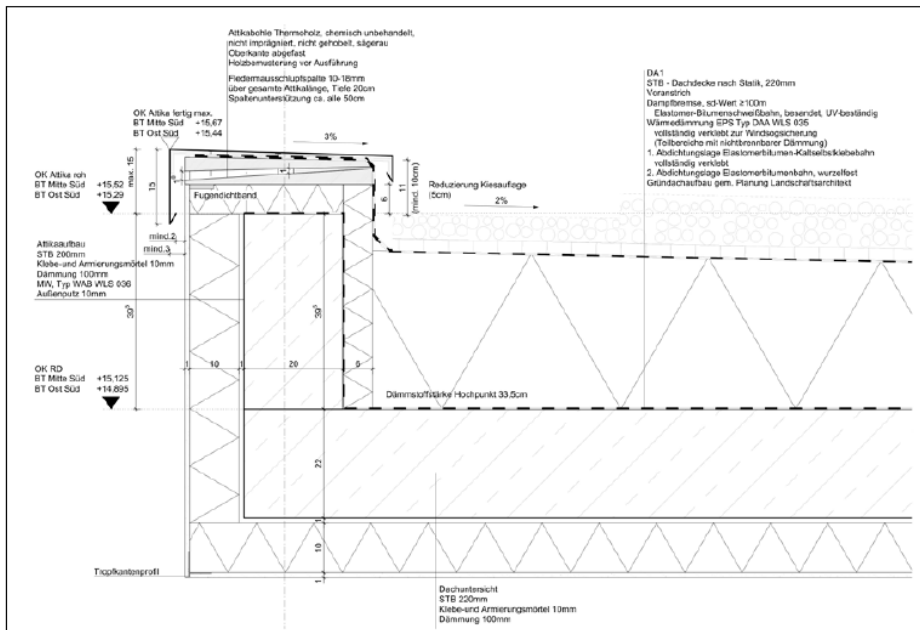 Attikabohle Thermoholz, chemisch unbehandelt,
nicht imprägniert, nicht gehobelt, sägerau
Oberkante abgefast
Holzbemusterung vor Ausführung
Fledermausschlupfspalte 10-18mm
über gesamte Attikalänge, Tiefe 20cm
Spaltenunterstützung ca. alle 50cm
DA1
STB - Dachdecke nach Statik, 220mm
Voranstrich
Dampfbremse, sd-Wert ≥100m
Elastomer-Bitumenschweißbahn, besandet, UV-beständig
Wärmedämmung EPS Typ DAA WLS 035
vollständig verklebt zur Windsogsicherung
(Teilbereiche mit nichtbrennbarer Dämmung)
1. Abdichtungslage Elastomerbitumen-Kaltselbstklebebahn
vollständig verklebt
2. Abdichtungslage Elastomerbitumenbahn, wurzelfest
Gründachaufbau gem. Planung Landschaftsarchitekt
OK Attika fertig max.
BT Mitte Süd +15,67
BT Ost Süd +15,44
3%
max. 15
15
OK Attika roh
BT Mitte Süd +15,52
BT Ost Süd +15,29
Fugendichtband
11
(mind. 10cm)
6
Reduzierung Kiesauflage
(5cm)
2%
mind.2
mind.3
Attikaaufbau
STB 200mm
Klebe-und Armierungsmörtel 10mm
Dämmung 100mm
MW, Typ WAB WLS 036
Außenputz 10mm
39⁵
39⁵
OK RD
BT Mitte Süd +15,125
BT Ost Süd +14,895
1 10 1 20 6
Dämmstoffstärke Hochpunkt 33,5cm
22
1
10
1
Tropfkantenprofil
Dachuntersicht
STB 220mm
Klebe-und Armierungsmörtel 10mm
Dämmung 100mm